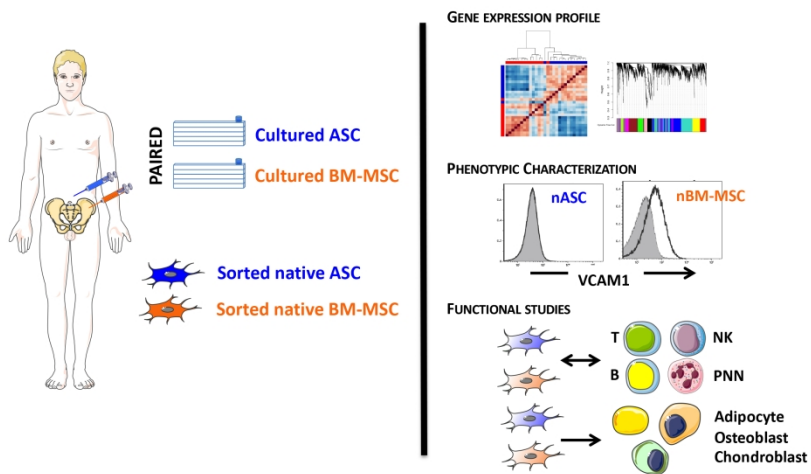 PAIRED
Cultured ASC
Cultured BM-MSC
Sorted native ASC
Sorted native BM-MSC
GENE EXPRESSION PROFILE
PHENOTYPIC CHARACTERIZATION
nASC
nBM-MSC
VCAM1
FUNCTIONAL STUDIES
T
NK
B
PNN
Adipocyte
Osteoblast
Chondroblast